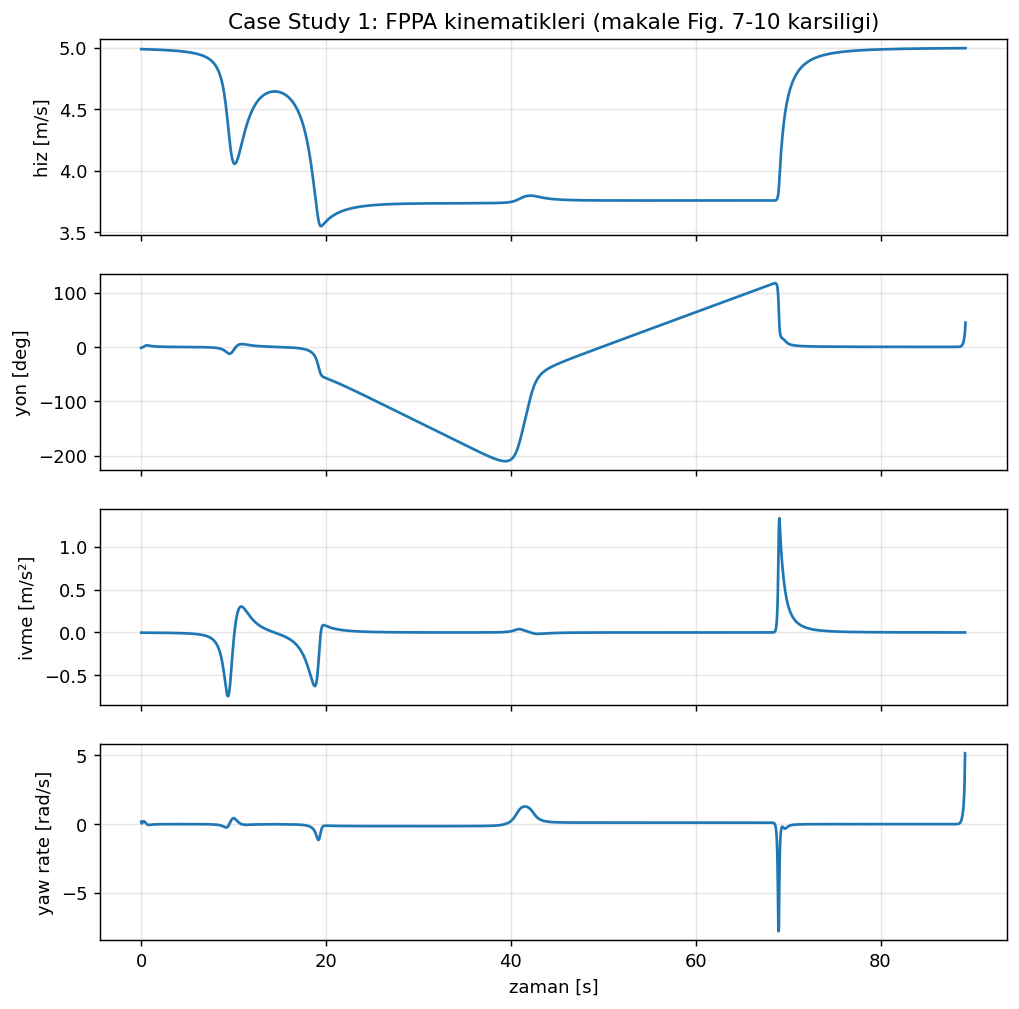 Case Study 1: FPPA kinematikleri (makale Fig. 7-10 karsiligi)
hiz [m/s]
5.0
4.5
4.0
3.5
yon [deg]
100
0
−100
−200
ivme [m/s²]
1.0
0.5
0.0
−0.5
yaw rate [rad/s]
5
0
−5
0 20 40 60 80
zaman [s]